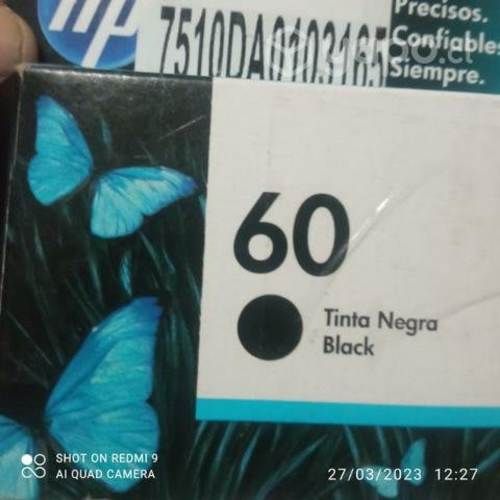 hp
Precisos.
Confiables
Siempre.
60
Tinta Negra
Black
SHOT ON REDMI 9
AI QUAD CAMERA
27/03/2023 12:27